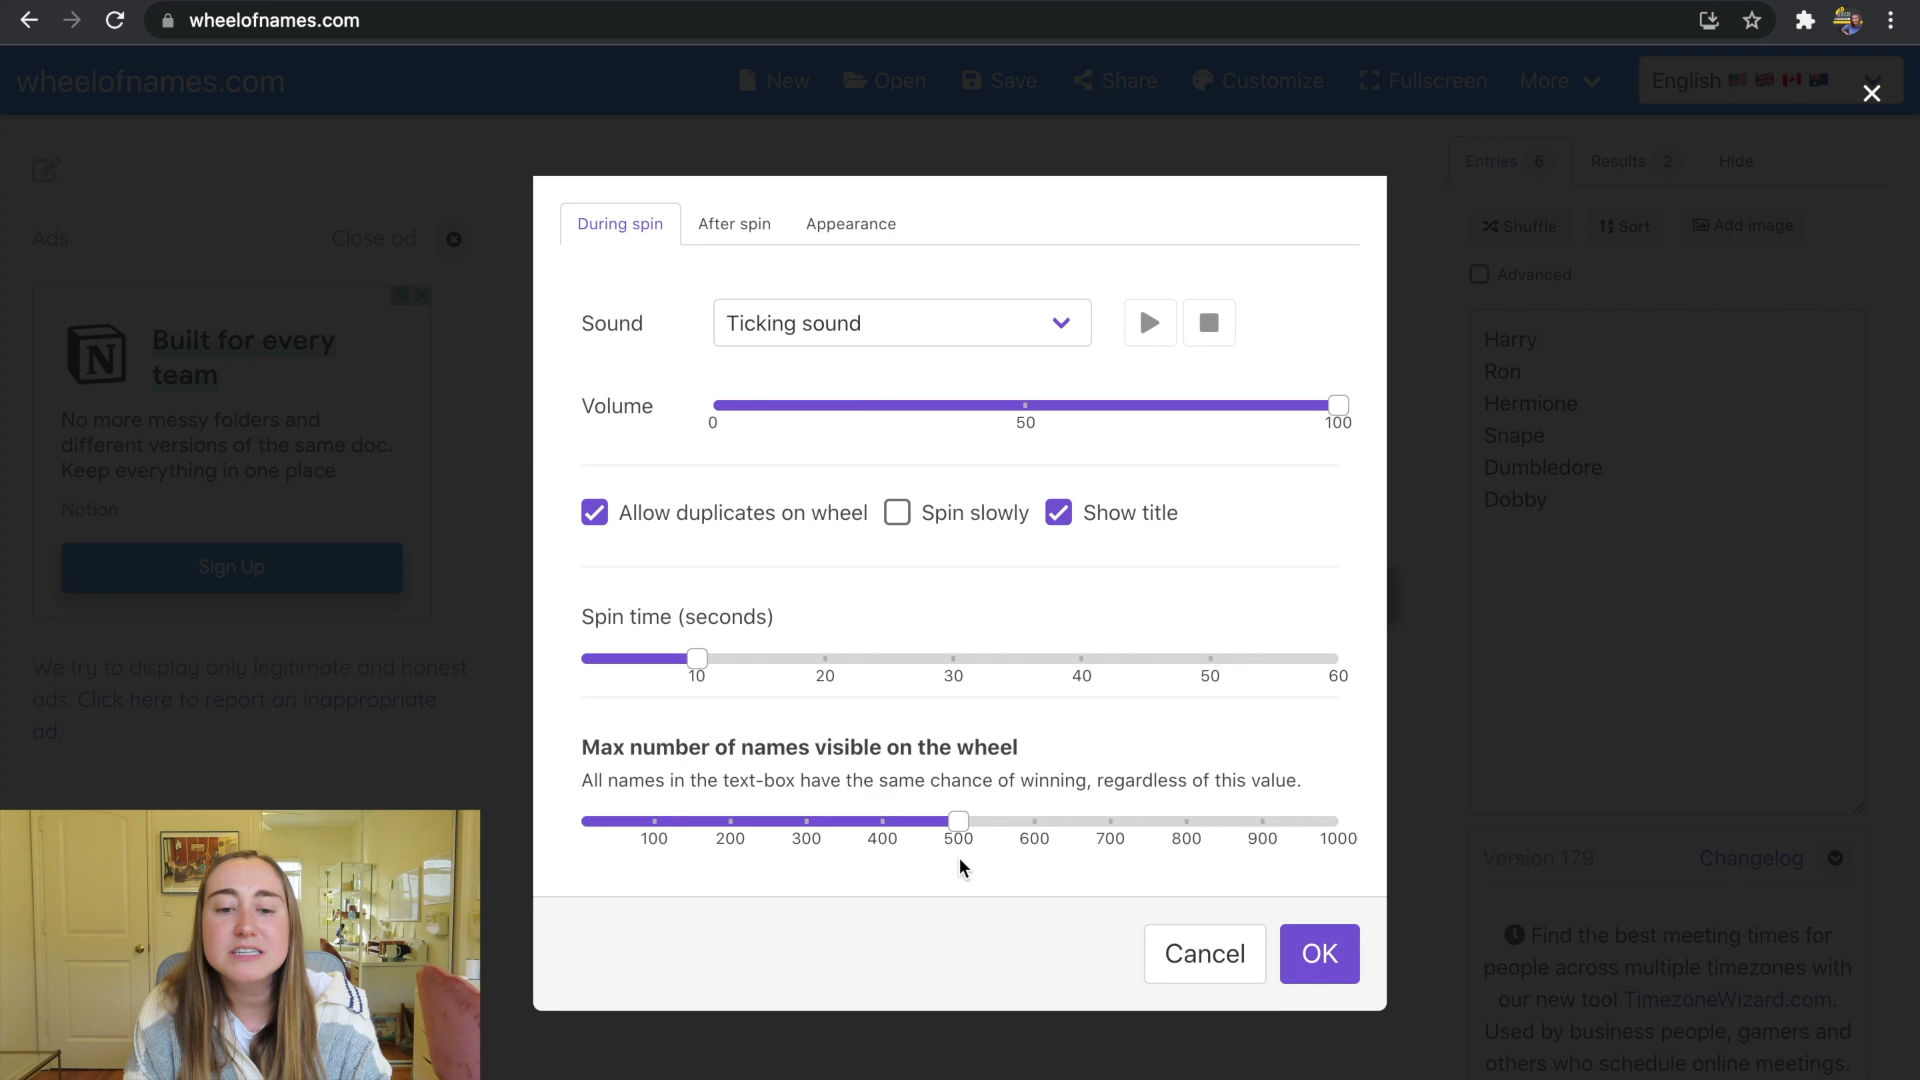 wheelofnames.com
wheelofnames.com
New
Open
Save
Share
Customize
Fullscreen
More
English
Ads
Close ad
Built for every
team
No more messy folders and
different versions of the same doc.
Keep everything in one place
Notion
Sign Up
We try to display only legitimate and honest
ads. Click here to report an inappropriate
ad.
During spin
After spin
Appearance
Sound
Ticking sound
Volume
0
50
100
Allow duplicates on wheel
Spin slowly
Show title
Spin time (seconds)
10
20
30
40
50
60
Max number of names visible on the wheel
All names in the text-box have the same chance of winning, regardless of this value.
100
200
300
400
500
600
700
800
900
1000
Cancel
OK
Entries 6
Results 2
Hide
Shuffle
Sort
Add image
Advanced
Harry
Ron
Hermione
Snape
Dumbledore
Dobby
Version 179
Changelog
Find the best meeting times for
people across multiple timezones with
our new tool TimezoneWizard.com.
Used by business people, gamers and
others who schedule online meetings.